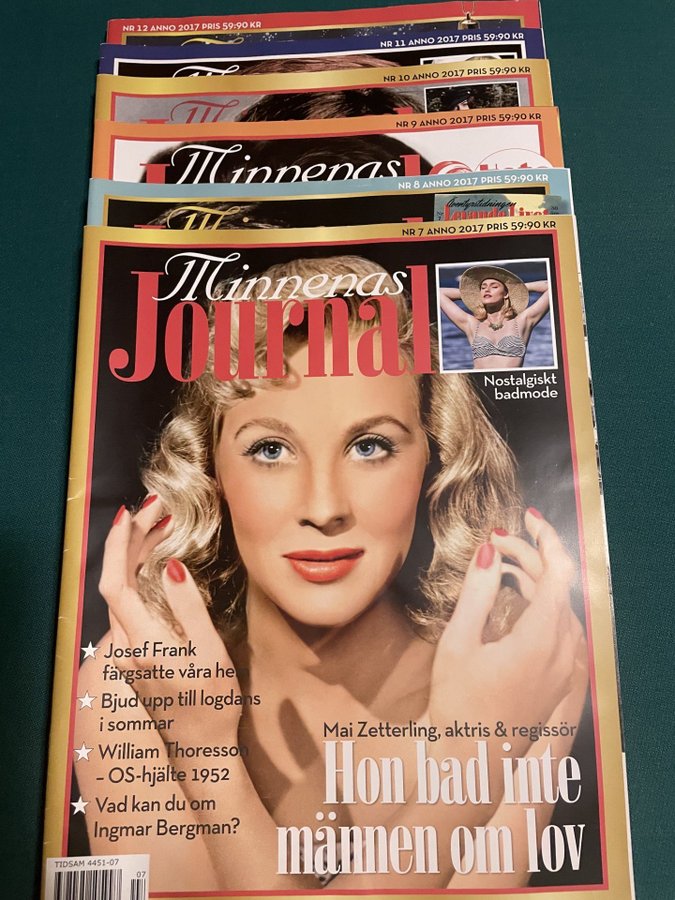 NR 12 ANNO 2017 PRIS 59:90 KR
NR 11 ANNO 2017 PRIS 59:90 KR
NR 10 ANNO 2017 PRIS 59:90 KR
NR 9 ANNO 2017 PRIS 59:90 KR
Minnenas
NR 8 ANNO 2017 PRIS 59:90 KR
Äventyrstidningen
NR 7 ANNO 2017 PRIS 59:90 KR
Minnenas
Journal
Nostalgiskt
badmode
Josef Frank
färgsatte våra hem
Bjud upp till logdans
i sommar
William Thoresson
– OS-hjälte 1952
Vad kan du om
Ingmar Bergman?
Mai Zetterling, aktris & regissör
Hon bad inte
männen om lov
TIDSAM 4451-07
07